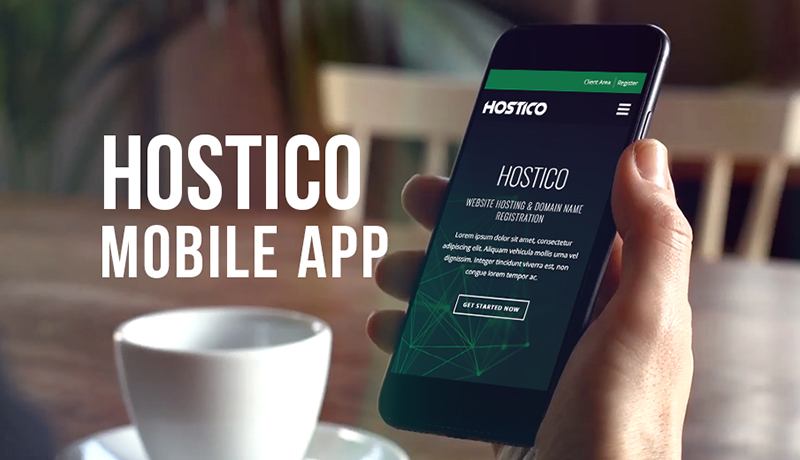 HOSTICO
MOBILE APP
Client Area | Register
HOSTICO
HOSTICO
WEBSITE HOSTING & DOMAIN NAME
REGISTRATION
Lorem ipsum dolor sit amet, consectetur
adipiscing elit. Aliquam vehicula mollis urna vel
dignissim. Integer tincidunt viverra est, non
congue lorem tempor ac.
GET STARTED NOW